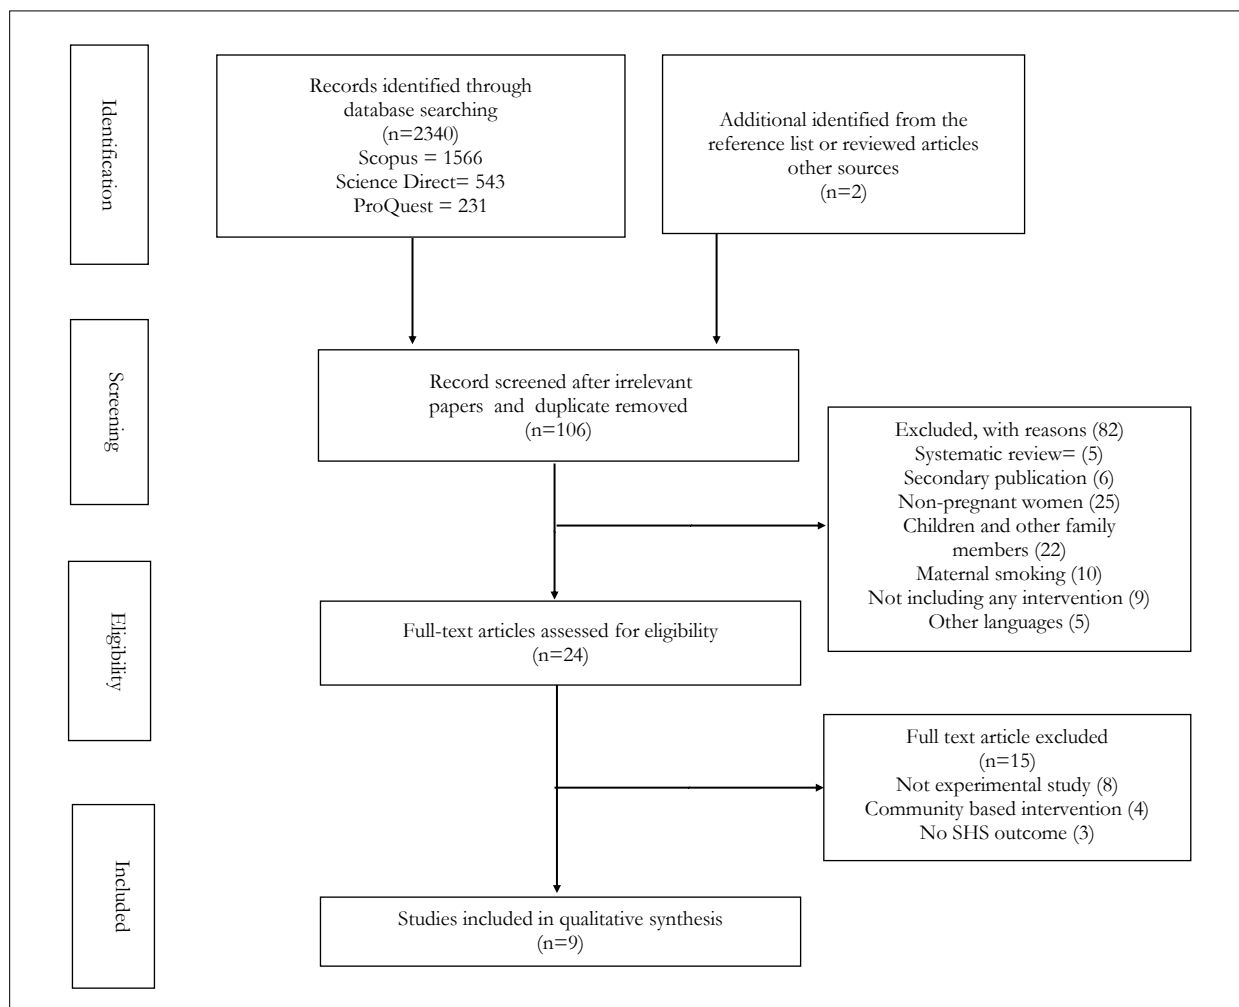 Identification
Records identified through
database searching
(n=2340)
Scopus = 1566
Science Direct= 543
ProQuest = 231
Additional identified from the
reference list or reviewed articles
other sources
(n=2)
Screening
Record screened after irrelevant
papers and duplicate removed
(n=106)
Excluded, with reasons (82)
Systematic review= (5)
Secondary publication (6)
Non-pregnant women (25)
Children and other family
members (22)
Maternal smoking (10)
Not including any intervention (9)
Other languages (5)
Eligibility
Full-text articles assessed for eligibility
(n=24)
Full text article excluded
(n=15)
Not experimental study (8)
Community based intervention (4)
No SHS outcome (3)
Included
Studies included in qualitative synthesis
(n=9)